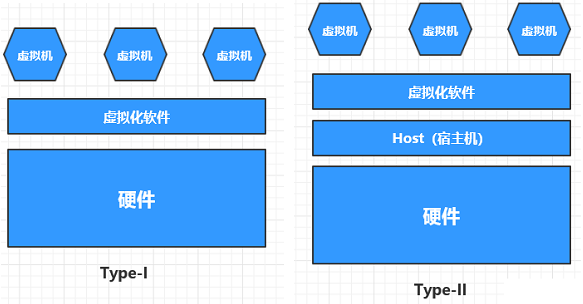 虚拟机 虚拟机 虚拟机
虚拟化软件
硬件
Type-I
虚拟机 虚拟机 虚拟机
虚拟化软件
Host（宿主机）
硬件
Type-II